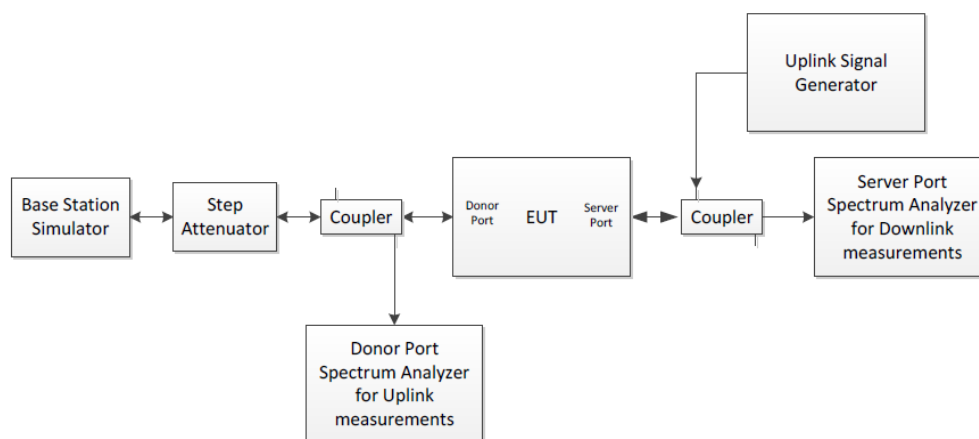 Uplink Signal
Generator
Base Station
Simulator
Step
Attenuator
Coupler
Donor
Port
EUT
Server
Port
Coupler
Server Port
Spectrum Analyzer
for Downlink
measurements
Donor Port
Spectrum Analyzer
for Uplink
measurements